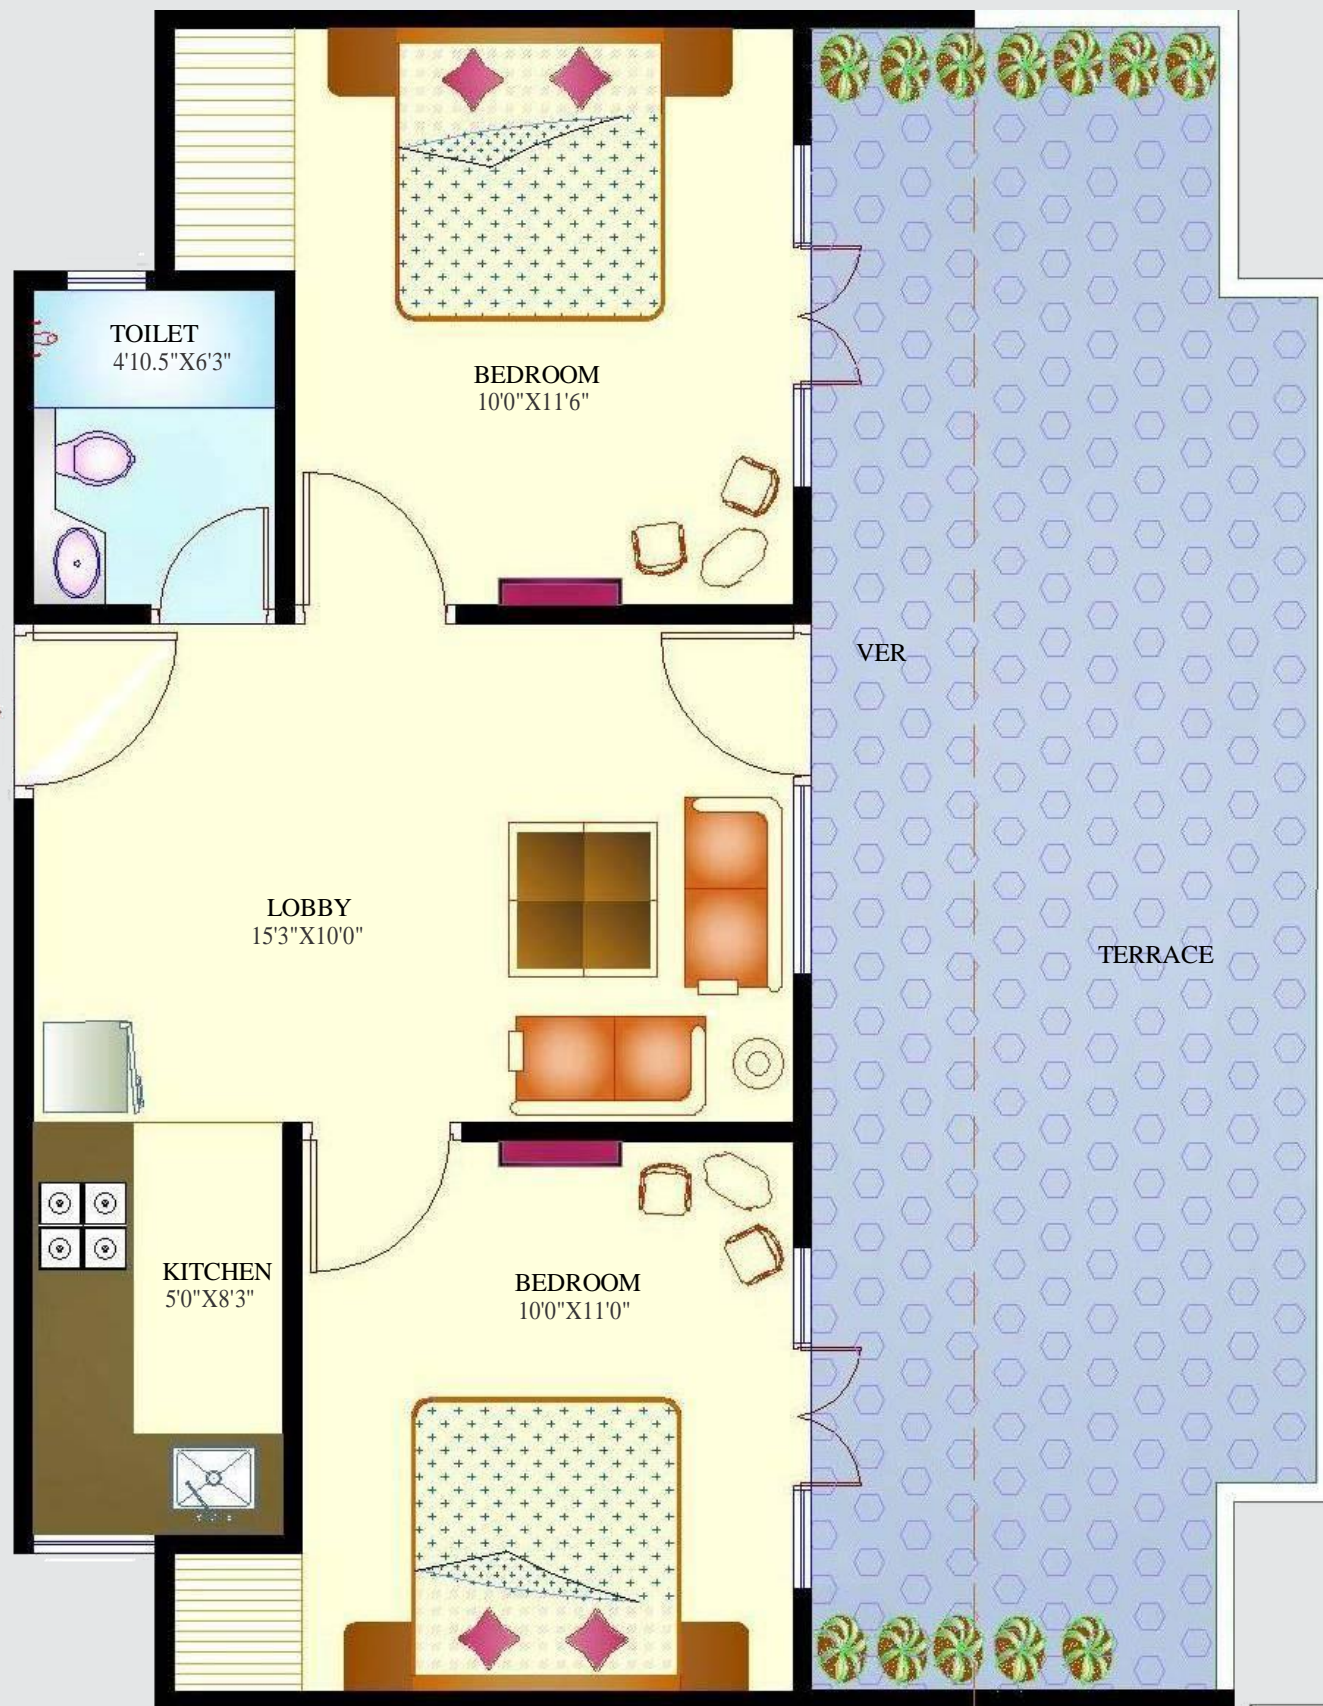 TOILET
4'10.5"X6'3"
BEDROOM
10'0"X11'6"
VER
LOBBY
15'3"X10'0"
TERRACE
KITCHEN
5'0"X8'3"
BEDROOM
10'0"X11'0"